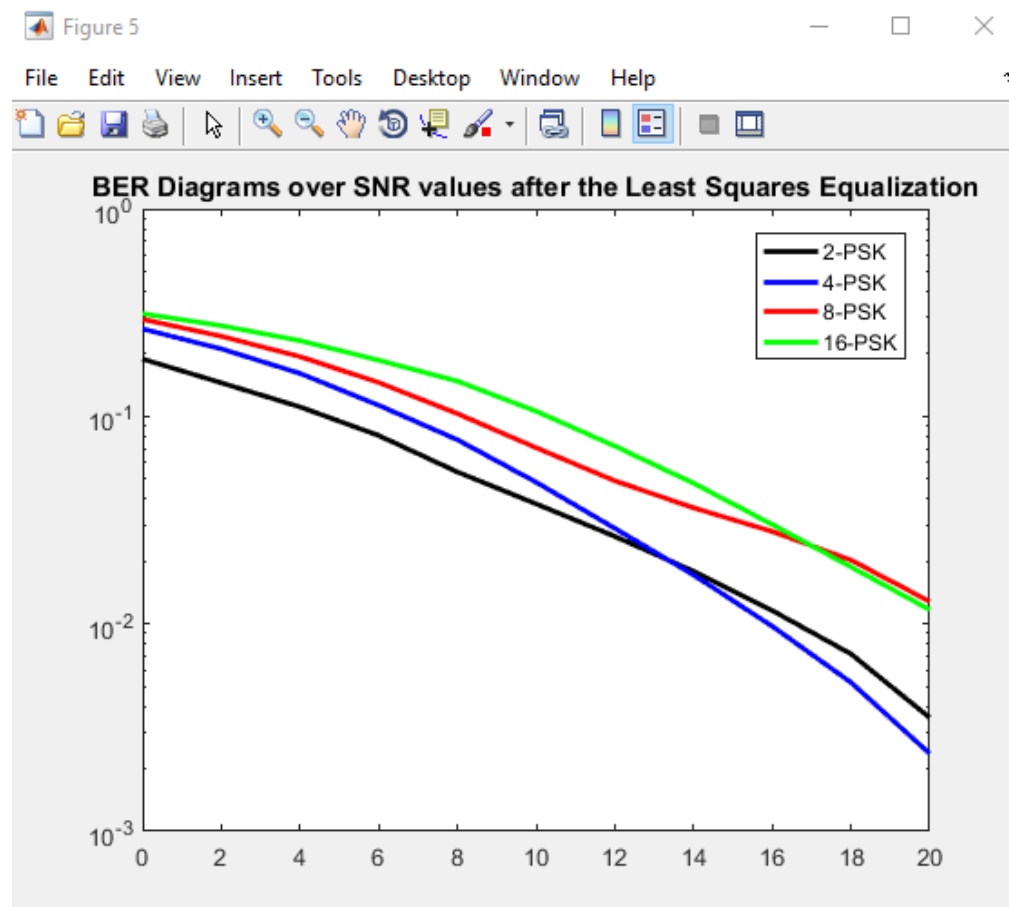 Figure 5
File Edit View Insert Tools Desktop Window Help
BER Diagrams over SNR values after the Least Squares Equalization
10^0
2-PSK
4-PSK
8-PSK
16-PSK
10^-1
10^-2
10^-3
0 2 4 6 8 10 12 14 16 18 20